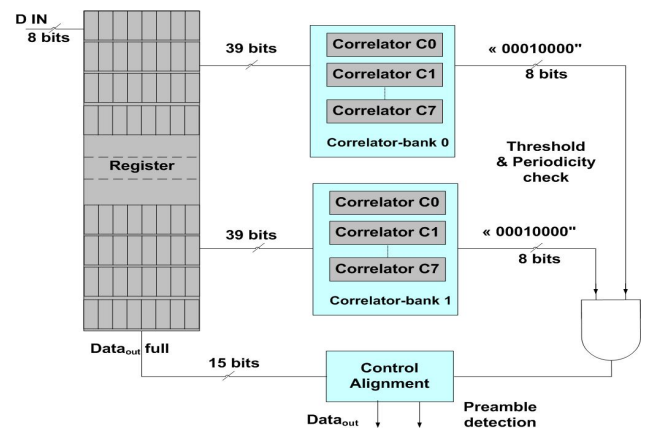 D IN
8 bits
39 bits
Correlator C0
Correlator C1
Correlator C7
Correlator-bank 0
« 00010000"
8 bits
Threshold
& Periodicity
check
Register
39 bits
Correlator C0
Correlator C1
Correlator C7
Correlator-bank 1
« 00010000"
8 bits
Dataout full
15 bits
Control
Alignment
Dataout
Preamble
detection